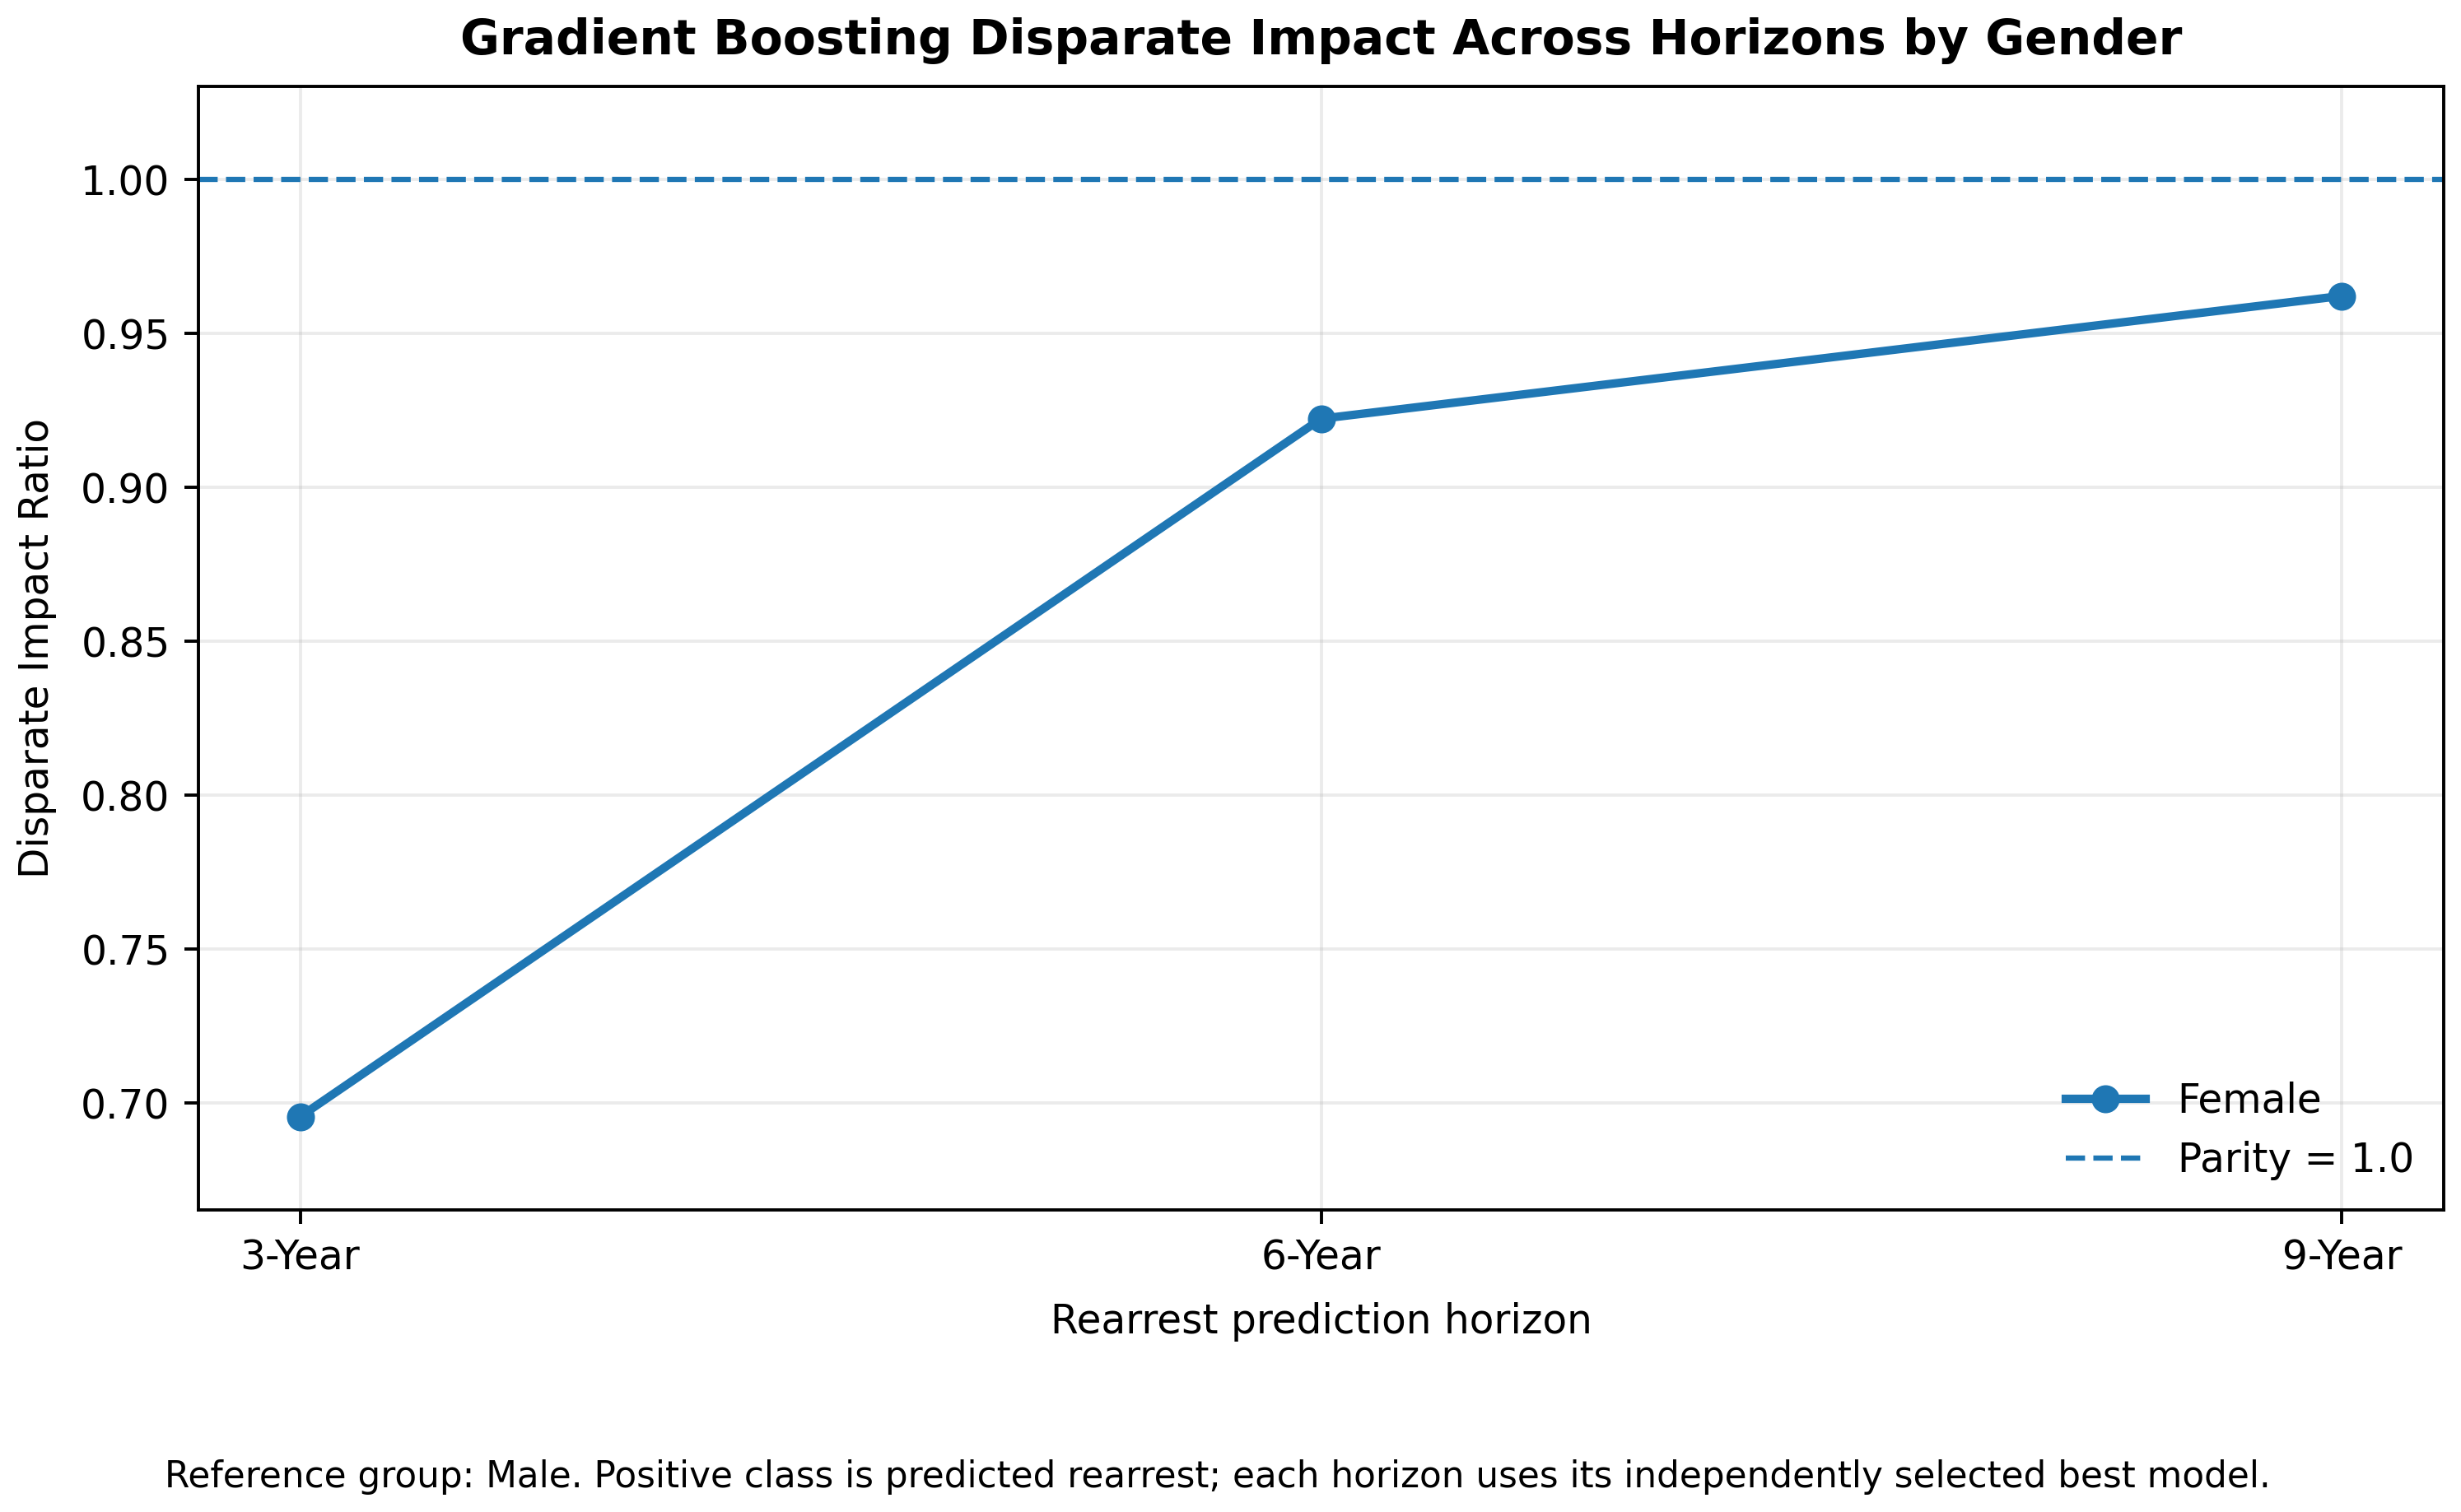 Gradient Boosting Disparate Impact Across Horizons by Gender
Disparate Impact Ratio
1.00
0.95
0.90
0.85
0.80
0.75
0.70
Female
Parity = 1.0
3-Year
6-Year
9-Year
Rearrest prediction horizon
Reference group: Male. Positive class is predicted rearrest; each horizon uses its independently selected best model.